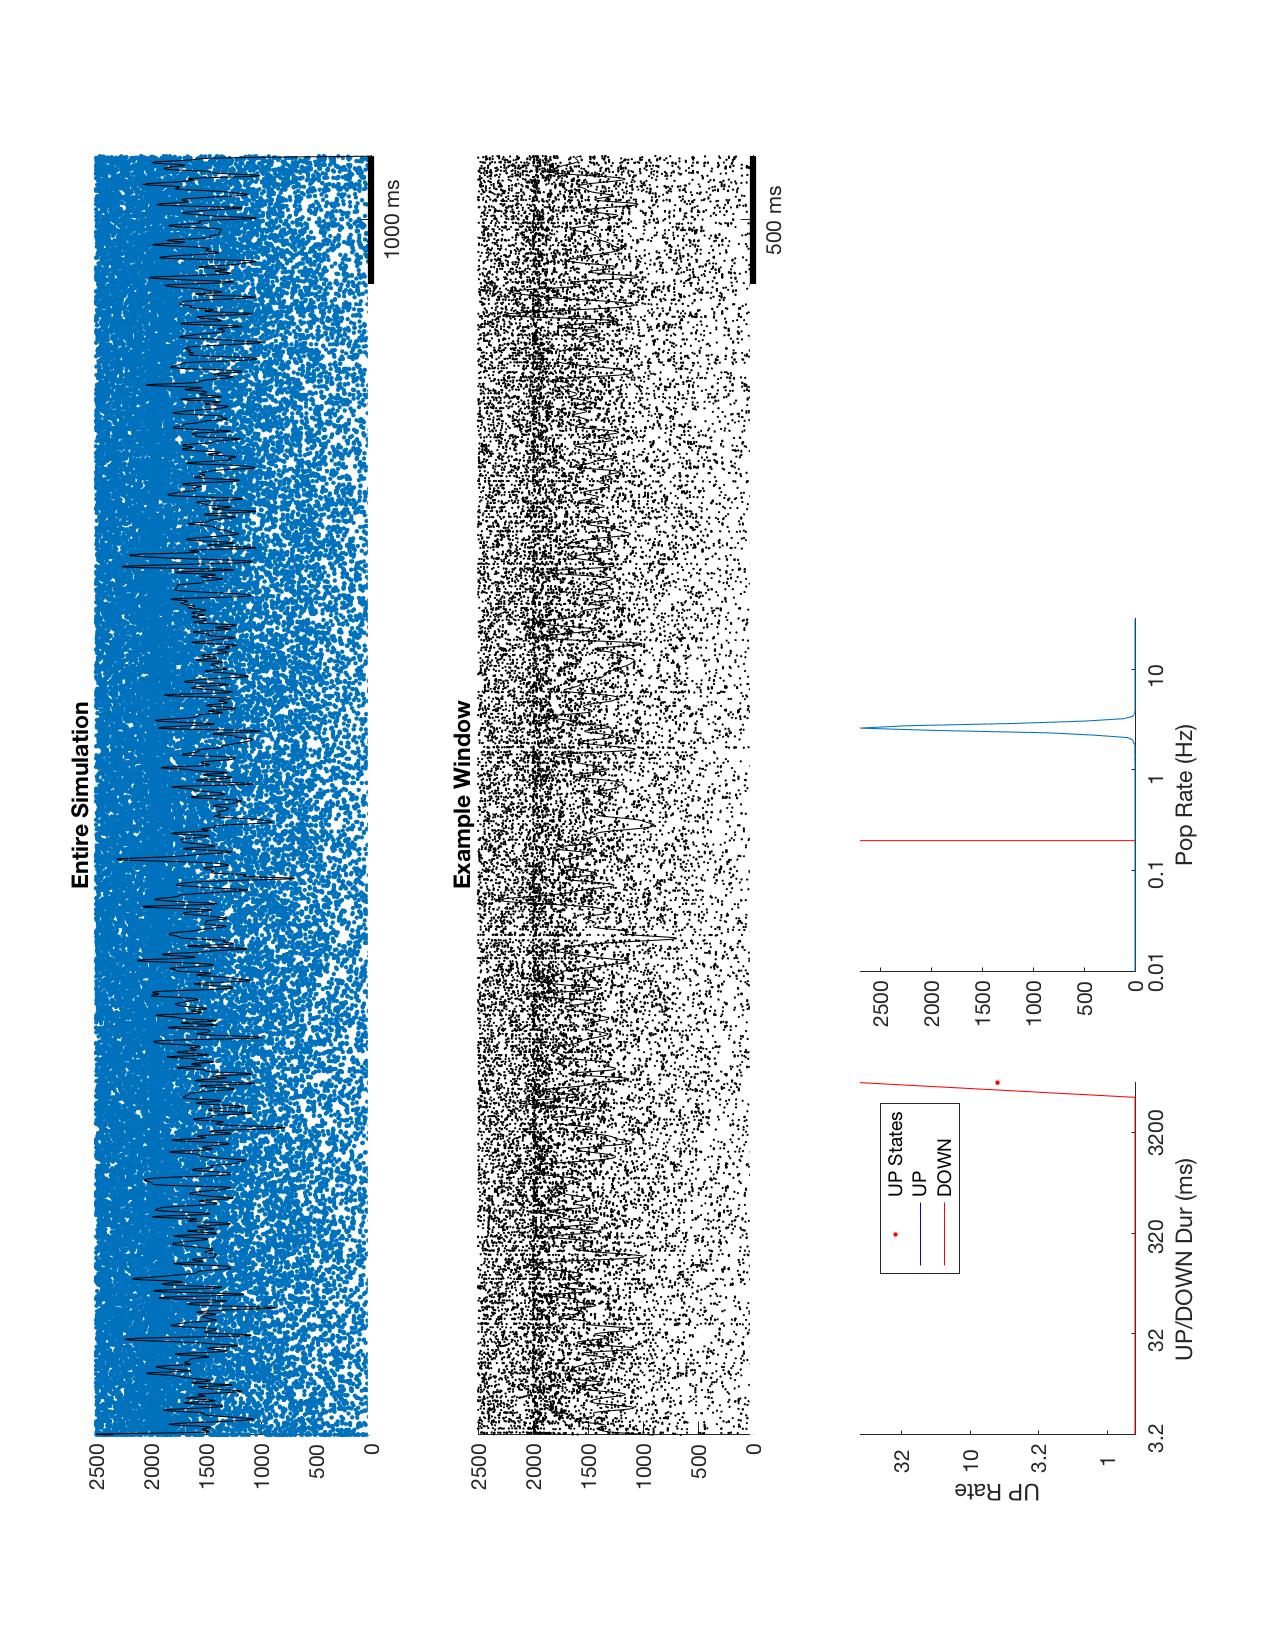 Entire Simulation
2500
2000
1500
1000
500
0
1000 ms
Example Window
2500
2000
1500
1000
500
0
500 ms
UP Rate
32
10
3.2
1
UP States
UP
DOWN
3.2 32 320 3200
UP/DOWN Dur (ms)
2500
2000
1500
1000
500
0
0.01 0.1 1 10
Pop Rate (Hz)